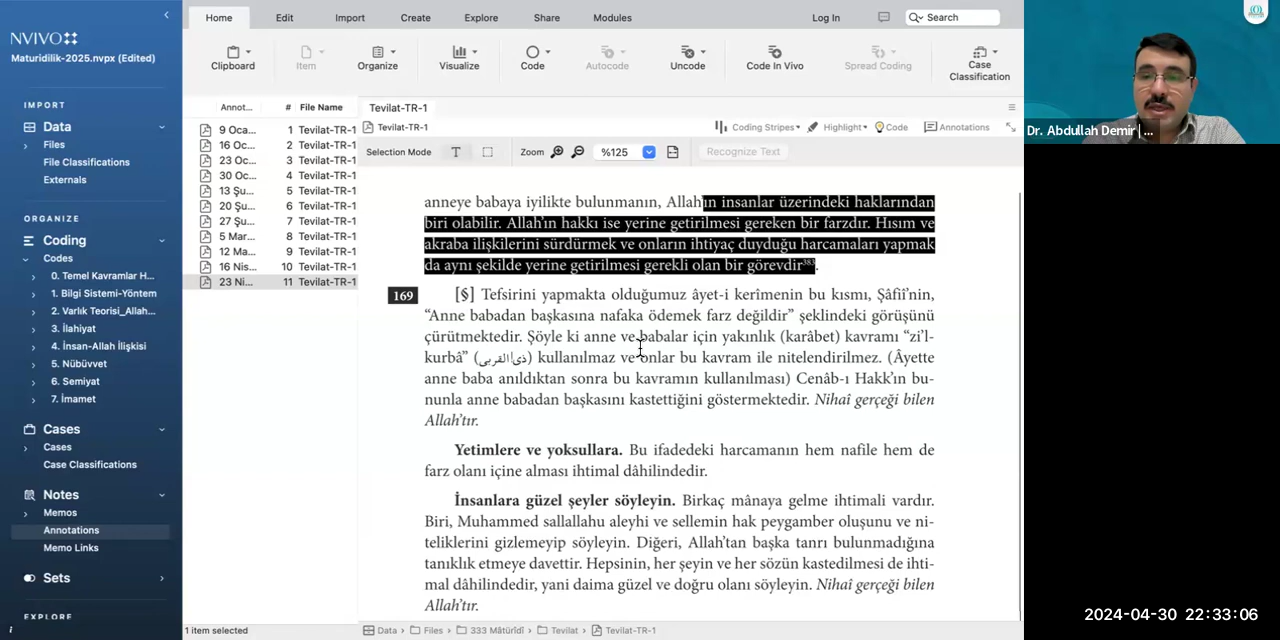 NVIVO
Maturidilik-2025.nvpx (Edited)
IMPORT
Data
Files
File Classifications
Externals
ORGANIZE
Coding
Codes
0. Temel Kavramlar H...
1. Bilgi Sistemi-Yöntem
2. Varlık Teorisi_Allah...
3. İlahiyat
4. İnsan-Allah İlişkisi
5. Nübüvvet
6. Semiyat
7. İmamet
Cases
Cases
Case Classifications
Notes
Memos
Annotations
Memo Links
Sets
EXPLORE
Home Edit Import Create Explore Share Modules Log In Search
Clipboard Item Organize Visualize Code Autocode Uncode Code In Vivo Spread Coding Case Classification
Annot... # File Name
9 Oca... 1 Tevilat-TR-1
16 Oc... 2 Tevilat-TR-1
23 Oc... 3 Tevilat-TR-1
30 Oc... 4 Tevilat-TR-1
13 Şu... 5 Tevilat-TR-1
20 Şu... 6 Tevilat-TR-1
27 Şu... 7 Tevilat-TR-1
5 Mar... 8 Tevilat-TR-1
12 Ma... 9 Tevilat-TR-1
16 Nis... 10 Tevilat-TR-1
23 Ni... 11 Tevilat-TR-1
1 item selected
Tevilat-TR-1
Tevilat-TR-1 Coding Stripes Highlight Code Annotations
Selection Mode T Zoom %125 Recognize Text
anneye babaya iyilikte bulunmanın, Allah'ın insanlar üzerindeki haklarından
biri olabilir. Allah'ın hakkı ise yerine getirilmesi gereken bir farzdır. Hısım ve
akraba ilişkilerini sürdürmek ve onların ihtiyaç duyduğu harcamaları yapmak
da aynı şekilde yerine getirilmesi gerekli olan bir görevdir³⁸³.
169 [§] Tefsirini yapmakta olduğumuz âyet-i kerîmenin bu kısmı, Şâfiî'nin,
“Anne babadan başkasına nafaka ödemek farz değildir” şeklindeki görüşünü
çürütmektedir. Şöyle ki anne ve babalar için yakınlık (karâbet) kavramı “zi'l-
kurbâ” (ذى القربى) kullanılmaz ve onlar bu kavram ile nitelendirilmez. (Âyette
anne baba anıldıktan sonra bu kavramın kullanılması) Cenâb-ı Hakk'ın bu-
nunla anne babadan başkasını kastettiğini göstermektedir. Nihaî gerçeği bilen
Allah'tır.
Yetimlere ve yoksullara. Bu ifadedeki harcamanın hem nafile hem de
farz olanı içine alması ihtimal dâhilindedir.
İnsanlara güzel şeyler söyleyin. Birkaç mânaya gelme ihtimali vardır.
Biri, Muhammed sallallahu aleyhi ve sellemin hak peygamber oluşunu ve ni-
teliklerini gizlemeyip söyleyin. Diğeri, Allah'tan başka tanrı bulunmadığına
tanıklık etmeye davettir. Hepsinin, her şeyin ve her sözün kastedilmesi de ihti-
mal dâhilindedir, yani daima güzel ve doğru olanı söyleyin. Nihaî gerçeği bilen
Allah'tır.
Data Files 333 Mâtürîdî Tevilat Tevilat-TR-1
Dr. Abdullah Demir | ...
2024-04-30 22:33:06